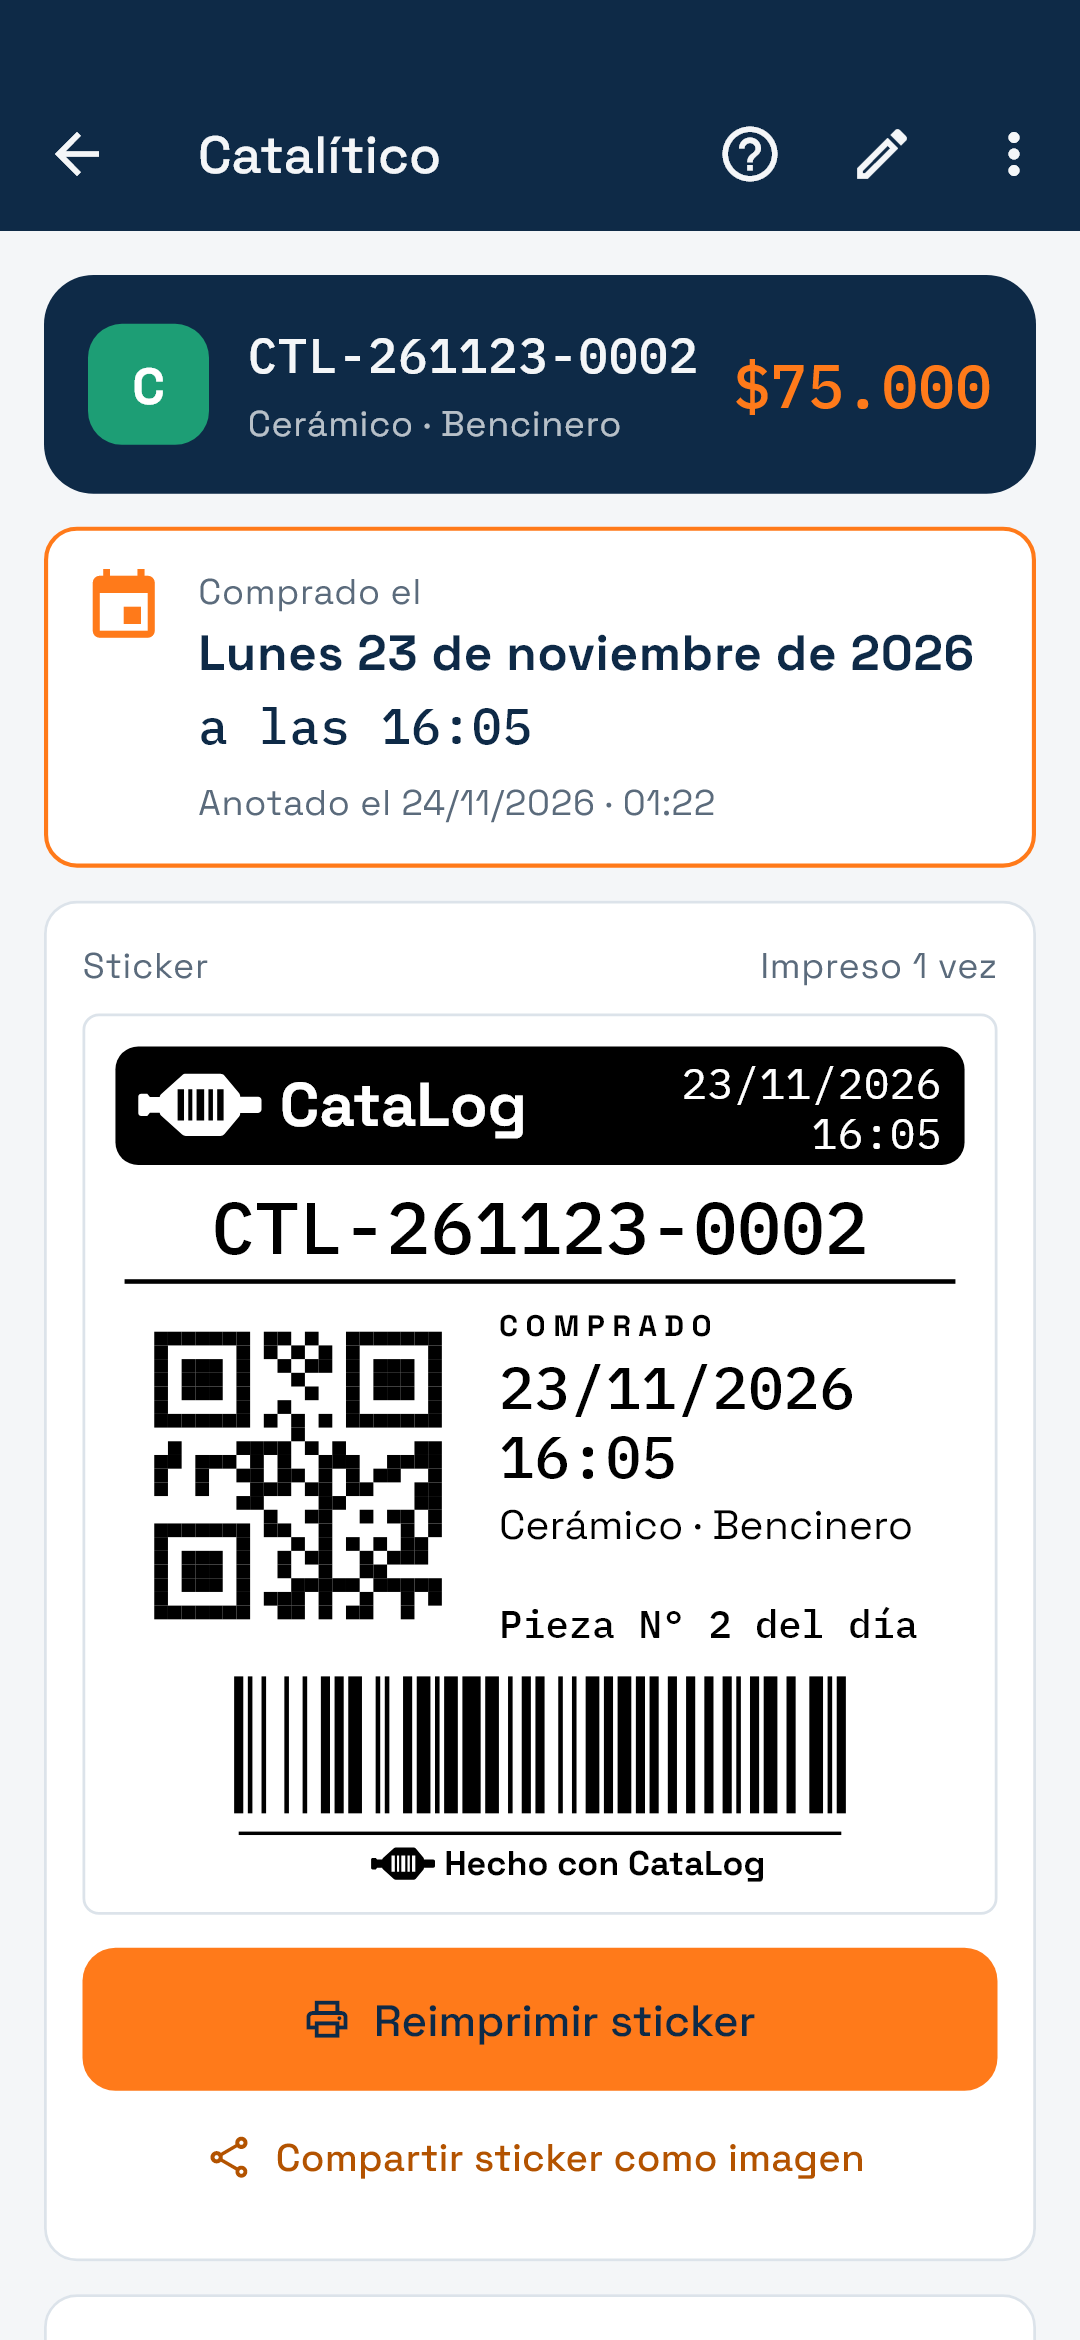 Catalítico
C
CTL-261123-0002
$75.000
Cerámico · Bencinero
Comprado el
Lunes 23 de noviembre de 2026
a las 16:05
Anotado el 24/11/2026 · 01:22
Sticker
Impreso 1 vez
CataLog
23/11/2026
16:05
CTL-261123-0002
COMPRADO
23/11/2026
16:05
Cerámico · Bencinero
Pieza N° 2 del día
Hecho con CataLog
Reimprimir sticker
Compartir sticker como imagen